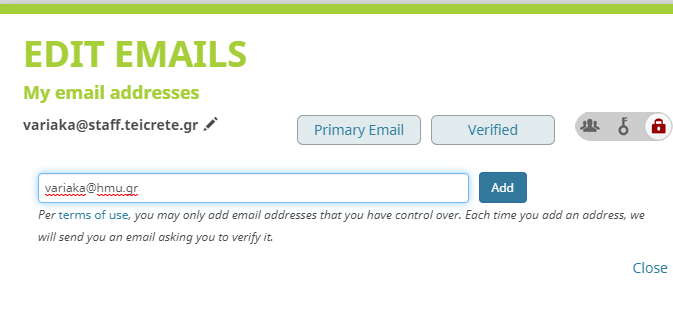 EDIT EMAILS
My email addresses
variaka@staff.teicrete.gr
Primary Email
Verified
variaka@hmu.gr
Add
Per terms of use, you may only add email addresses that you have control over. Each time you add an address, we
will send you an email asking you to verify it.
Close